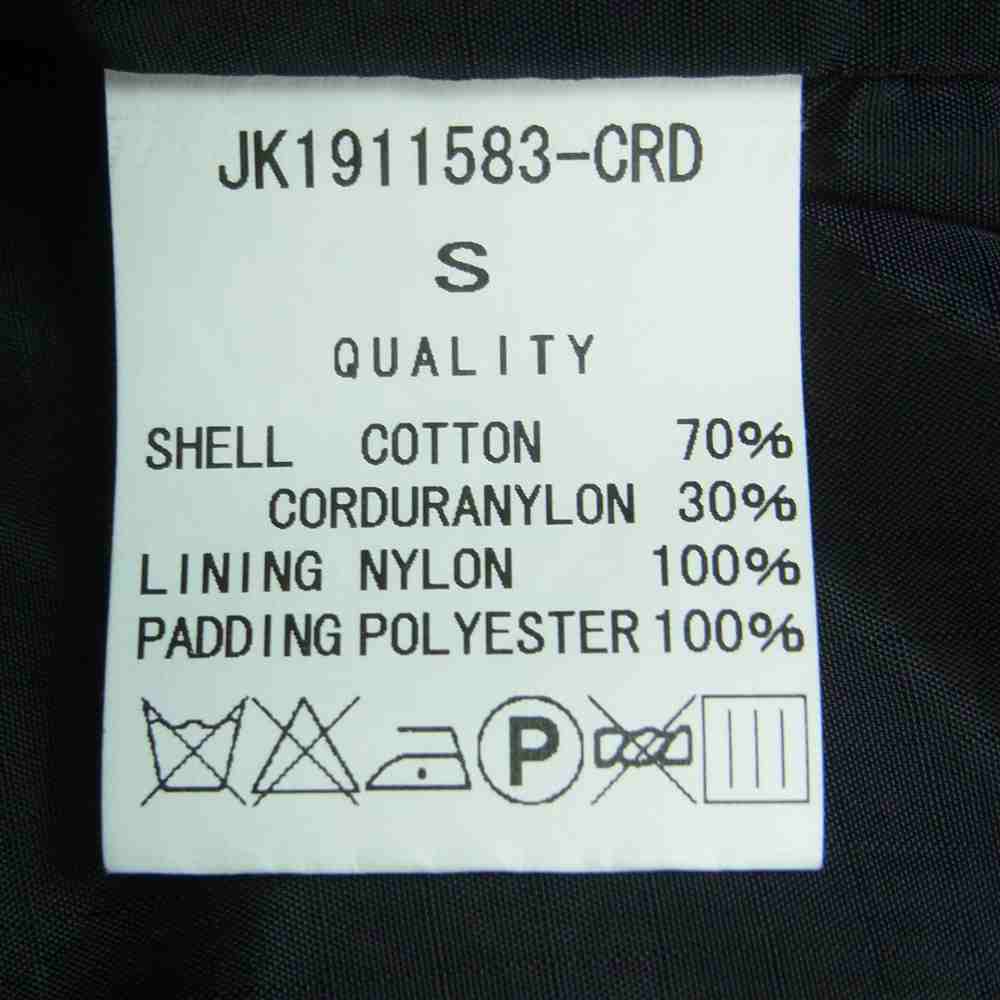 JK1911583-CRD
S
QUALITY
SHELL COTTON 70%
CORDURANYLON 30%
LINING NYLON 100%
PADDING POLYESTER 100%
P